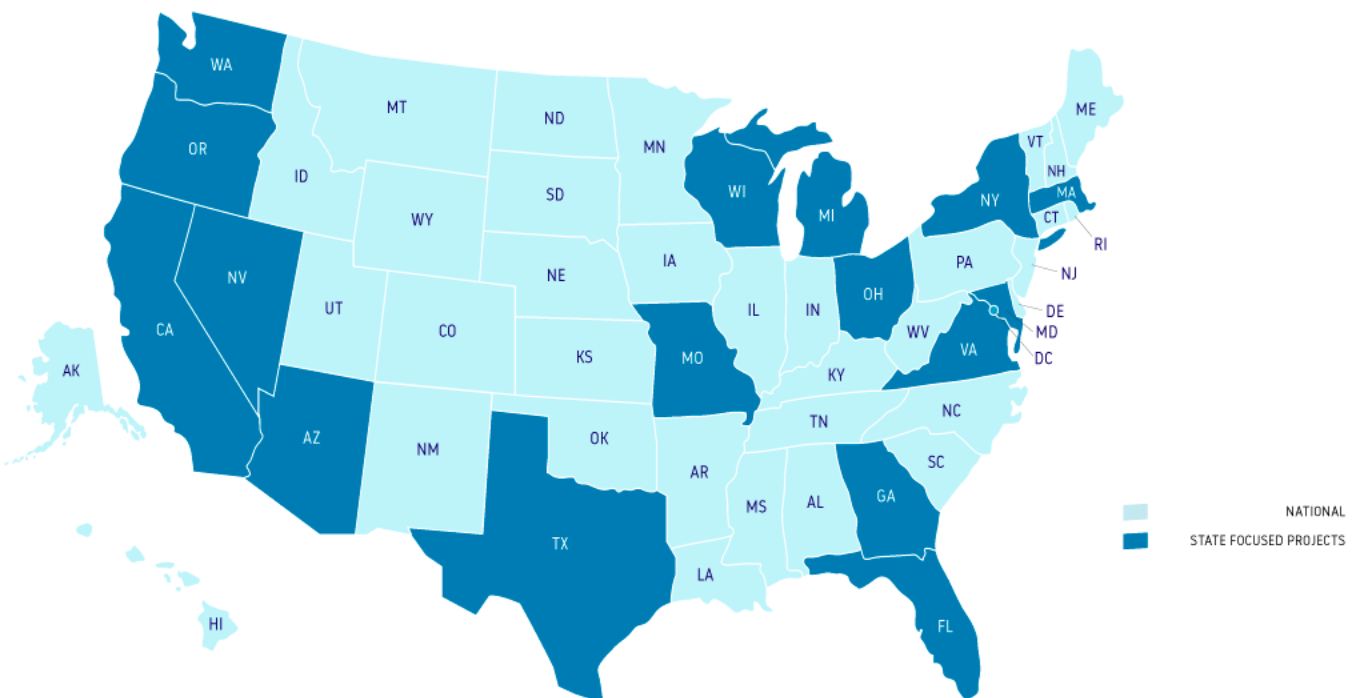 WA
MT
ND
ME
OR
MN
VT
ID
NH
SD
WI
MA
NY
WY
MI
CT
RI
IA
PA
NE
NJ
NV
OH
UT
IL
IN
DE
CO
CA
WV
MD
VA
DC
KS
MO
AK
KY
NC
TN
AZ
OK
NM
SC
AR
GA
MS
AL
NATIONAL
STATE FOCUSED PROJECTS
TX
LA
HI
FL